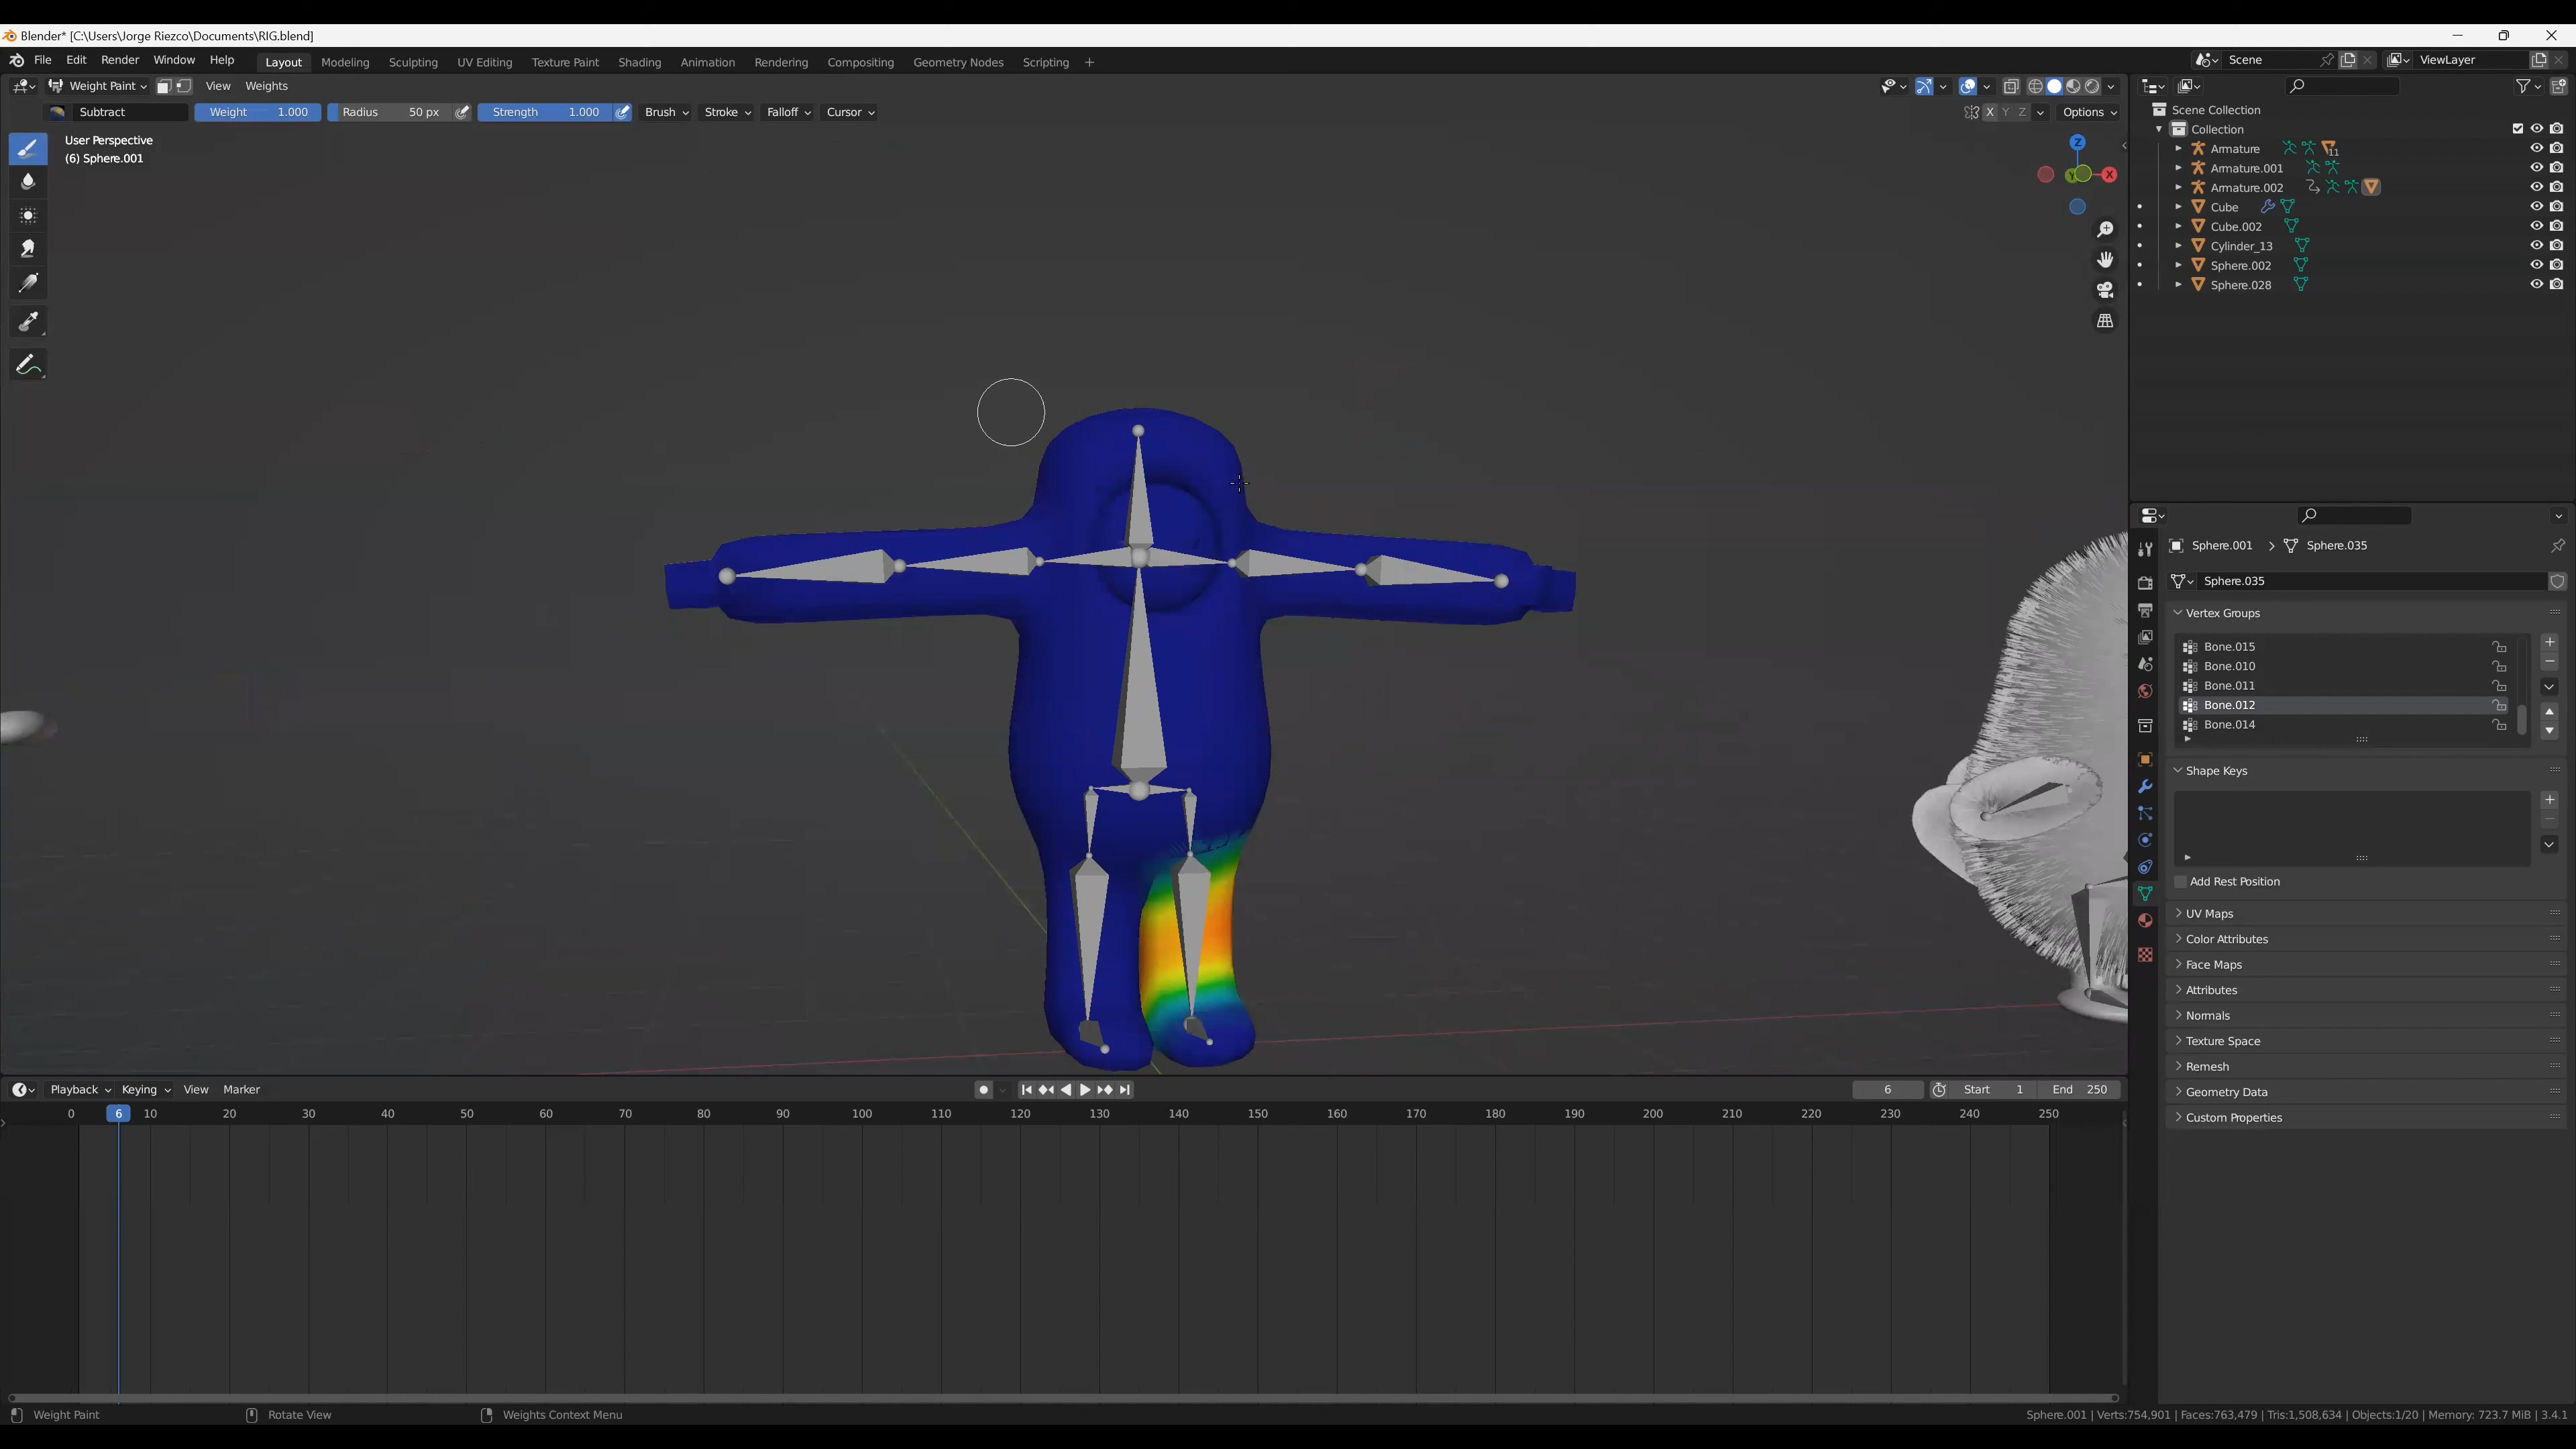 Blender* [C:\Users\Jorge Riezco\Documents\RIG.blend]
File Edit Render Window Help Layout Modeling Sculpting UV Editing Texture Paint Shading Animation Rendering Compositing Geometry Nodes Scripting + Scene ViewLayer
Weight Paint View Weights
Subtract Weight 1.000 Radius 50 px Strength 1.000 Brush Stroke Falloff Cursor X Y Z Options
User Perspective
(6) Sphere.001
Z
Y X
Scene Collection
Collection
Armature 11
Armature.001
Armature.002
Cube
Cube.002
Cylinder_13
Sphere.002
Sphere.028
Sphere.001 > Sphere.035
Sphere.035
Vertex Groups
Bone.015
Bone.010
Bone.011
Bone.012
Bone.014
Shape Keys
Add Rest Position
UV Maps
Color Attributes
Face Maps
Attributes
Normals
Texture Space
Remesh
Geometry Data
Custom Properties
Playback Keying View Marker 6 Start 1 End 250
0 6 10 20 30 40 50 60 70 80 90 100 110 120 130 140 150 160 170 180 190 200 210 220 230 240 250
Weight Paint Rotate View Weights Context Menu Sphere.001 | Verts:754,901 | Faces:763,479 | Tris:1,508,634 | Objects:1/20 | Memory: 723.7 MiB | 3.4.1